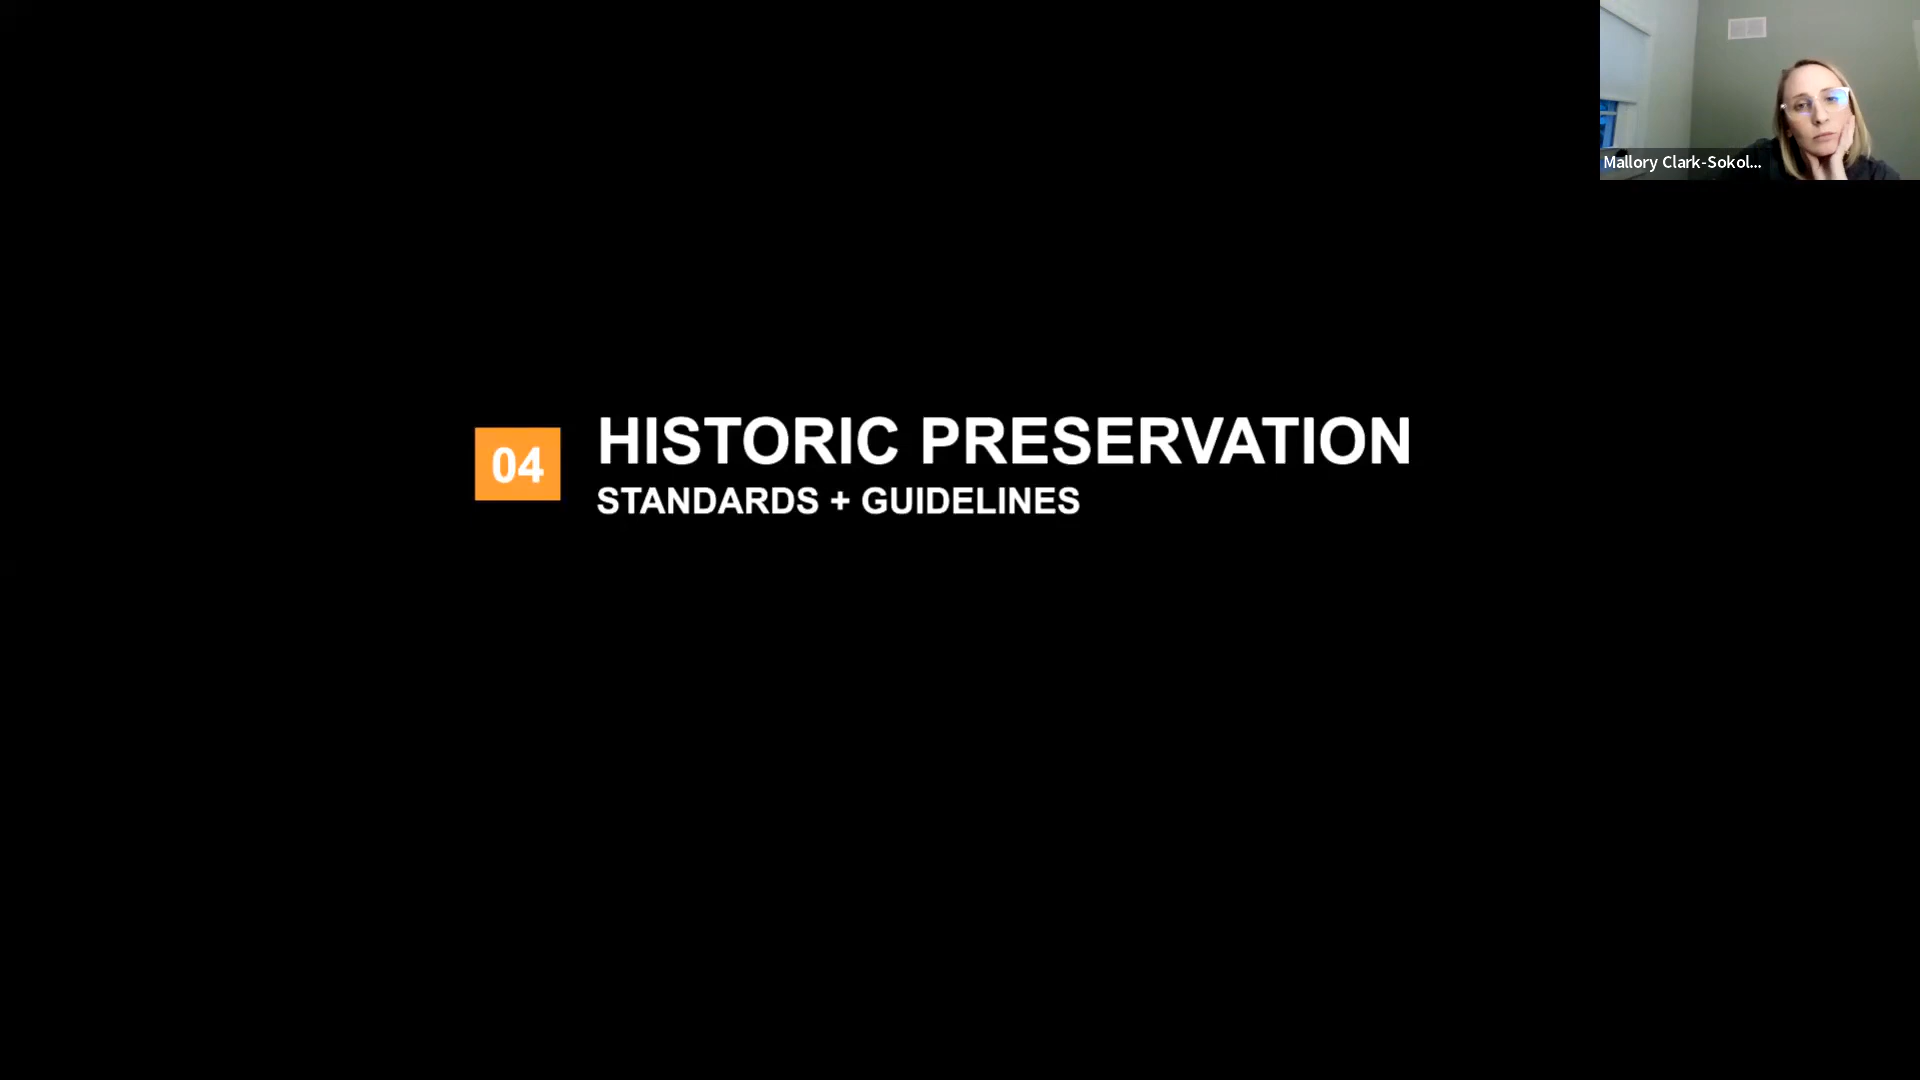 Mallory Clark-Sokol...
04
HISTORIC PRESERVATION
STANDARDS + GUIDELINES